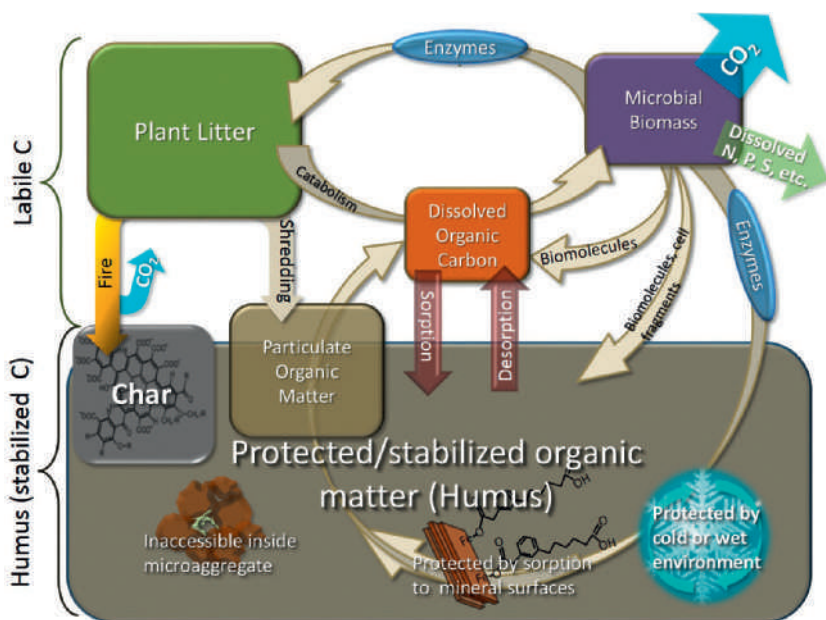 Labile C
Humus (stabilized C)
Enzymes
CO2
Plant Litter
Microbial
Biomass
Dissolved
N, P, S, etc.
Catabolism
Dissolved
Organic
Carbon
Biomolecules
Enzymes
Fire
CO2
Shredding
Sorption
Desorption
Biomolecules, cell
fragments
Char
Particulate
Organic
Matter
Protected/stabilized organic
matter (Humus)
Inaccessible inside
microaggregate
Protected by sorption
to mineral surfaces
Protected by
cold or wet
environment
OH
OH